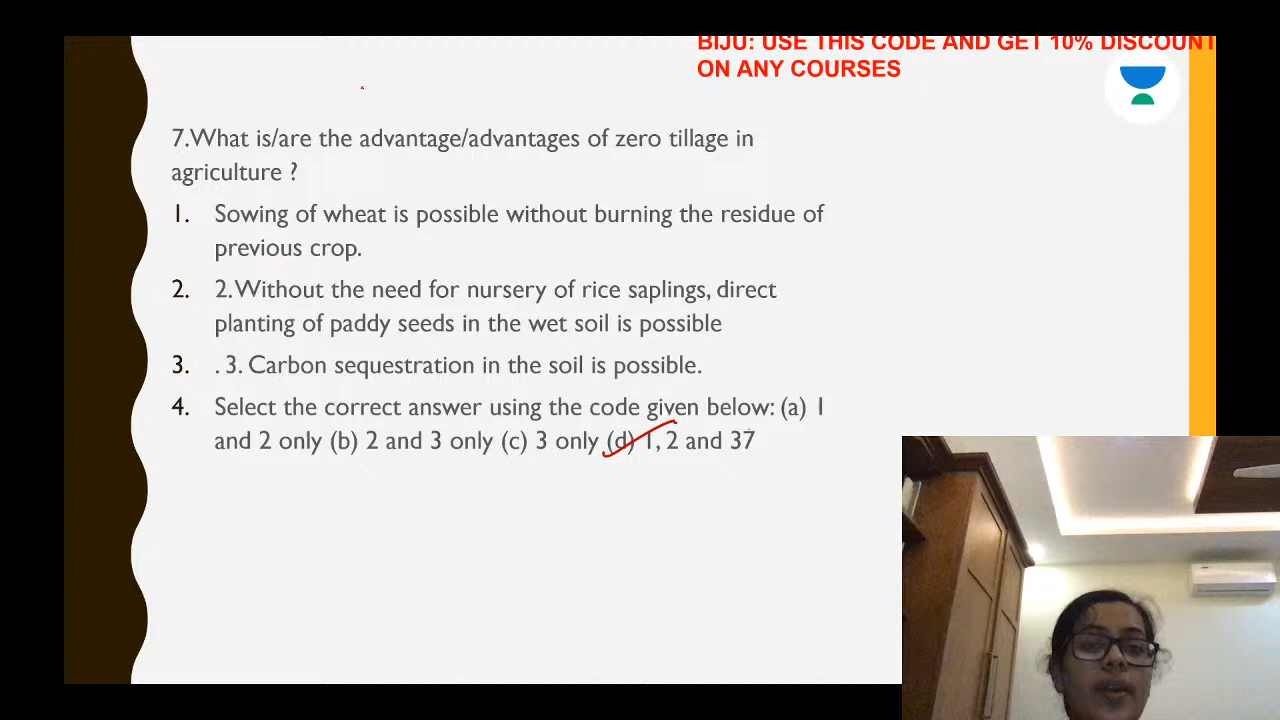 BIJU: USE THIS CODE AND GET 10% DISCOUNT
ON ANY COURSES
7.What is/are the advantage/advantages of zero tillage in
agriculture ?
1. Sowing of wheat is possible without burning the residue of
previous crop.
2. 2.Without the need for nursery of rice saplings, direct
planting of paddy seeds in the wet soil is possible
3. . 3. Carbon sequestration in the soil is possible.
4. Select the correct answer using the code given below: (a) 1
and 2 only (b) 2 and 3 only (c) 3 only (d) 1, 2 and 37